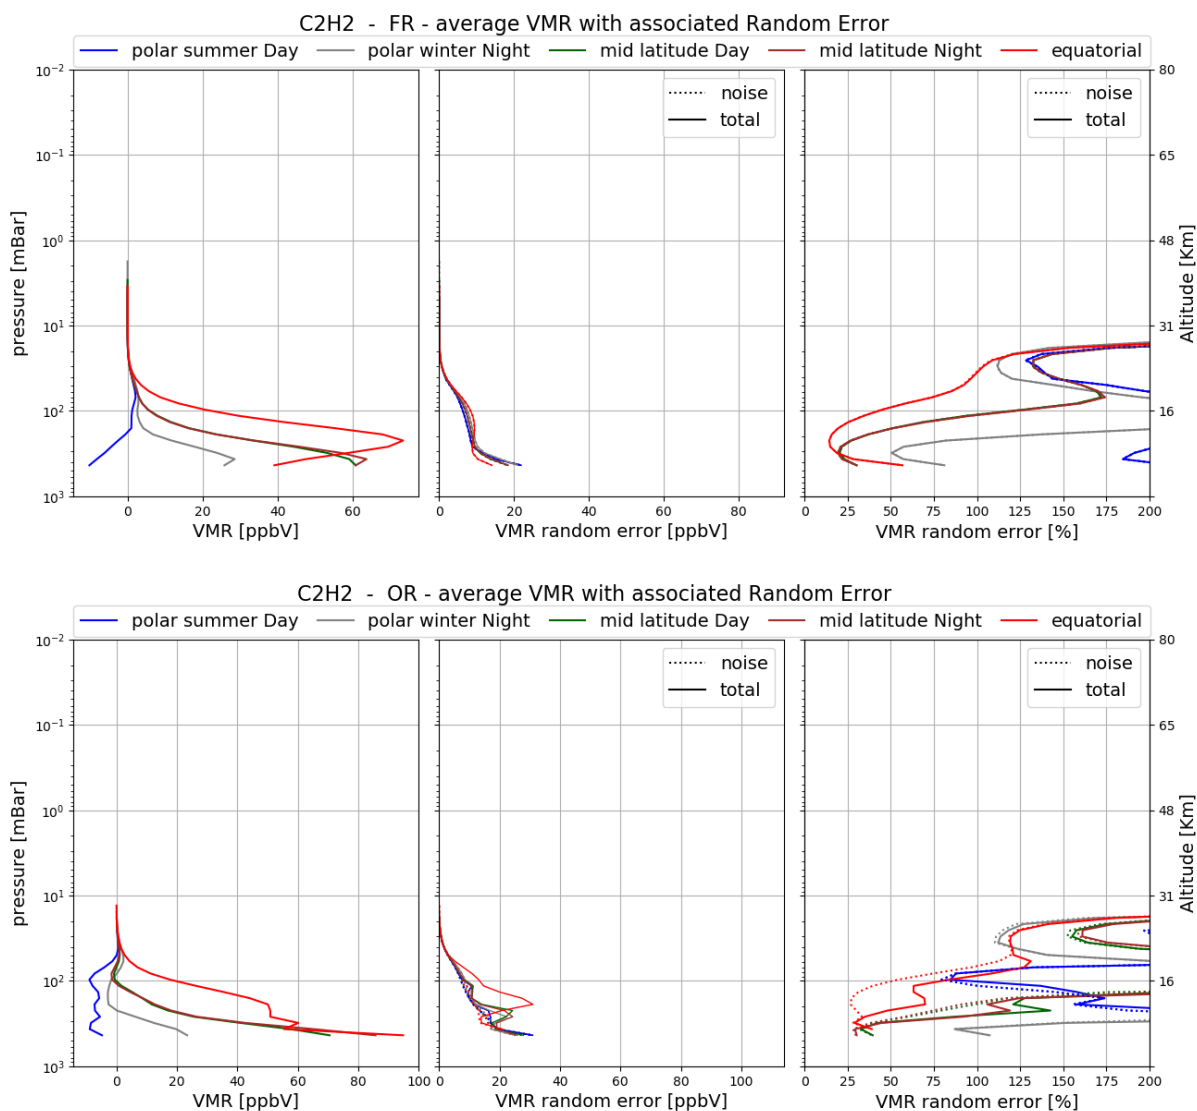 C2H2 - FR - average VMR with associated Random Error
polar summer Day polar winter Night mid latitude Day mid latitude Night equatorial
noise
total
noise
total
10⁻²
10⁻¹
10⁰
10¹
10²
10³
pressure [mBar]
80
65
48
31
16
Altitude [Km]
0 20 40 60
VMR [ppbV]
0 20 40 60 80
VMR random error [ppbV]
0 25 50 75 100 125 150 175 200
VMR random error [%]
C2H2 - OR - average VMR with associated Random Error
polar summer Day polar winter Night mid latitude Day mid latitude Night equatorial
noise
total
noise
total
10⁻²
10⁻¹
10⁰
10¹
10²
10³
pressure [mBar]
80
65
48
31
16
Altitude [Km]
0 20 40 60 80 100
VMR [ppbV]
0 20 40 60 80 100
VMR random error [ppbV]
0 25 50 75 100 125 150 175 200
VMR random error [%]